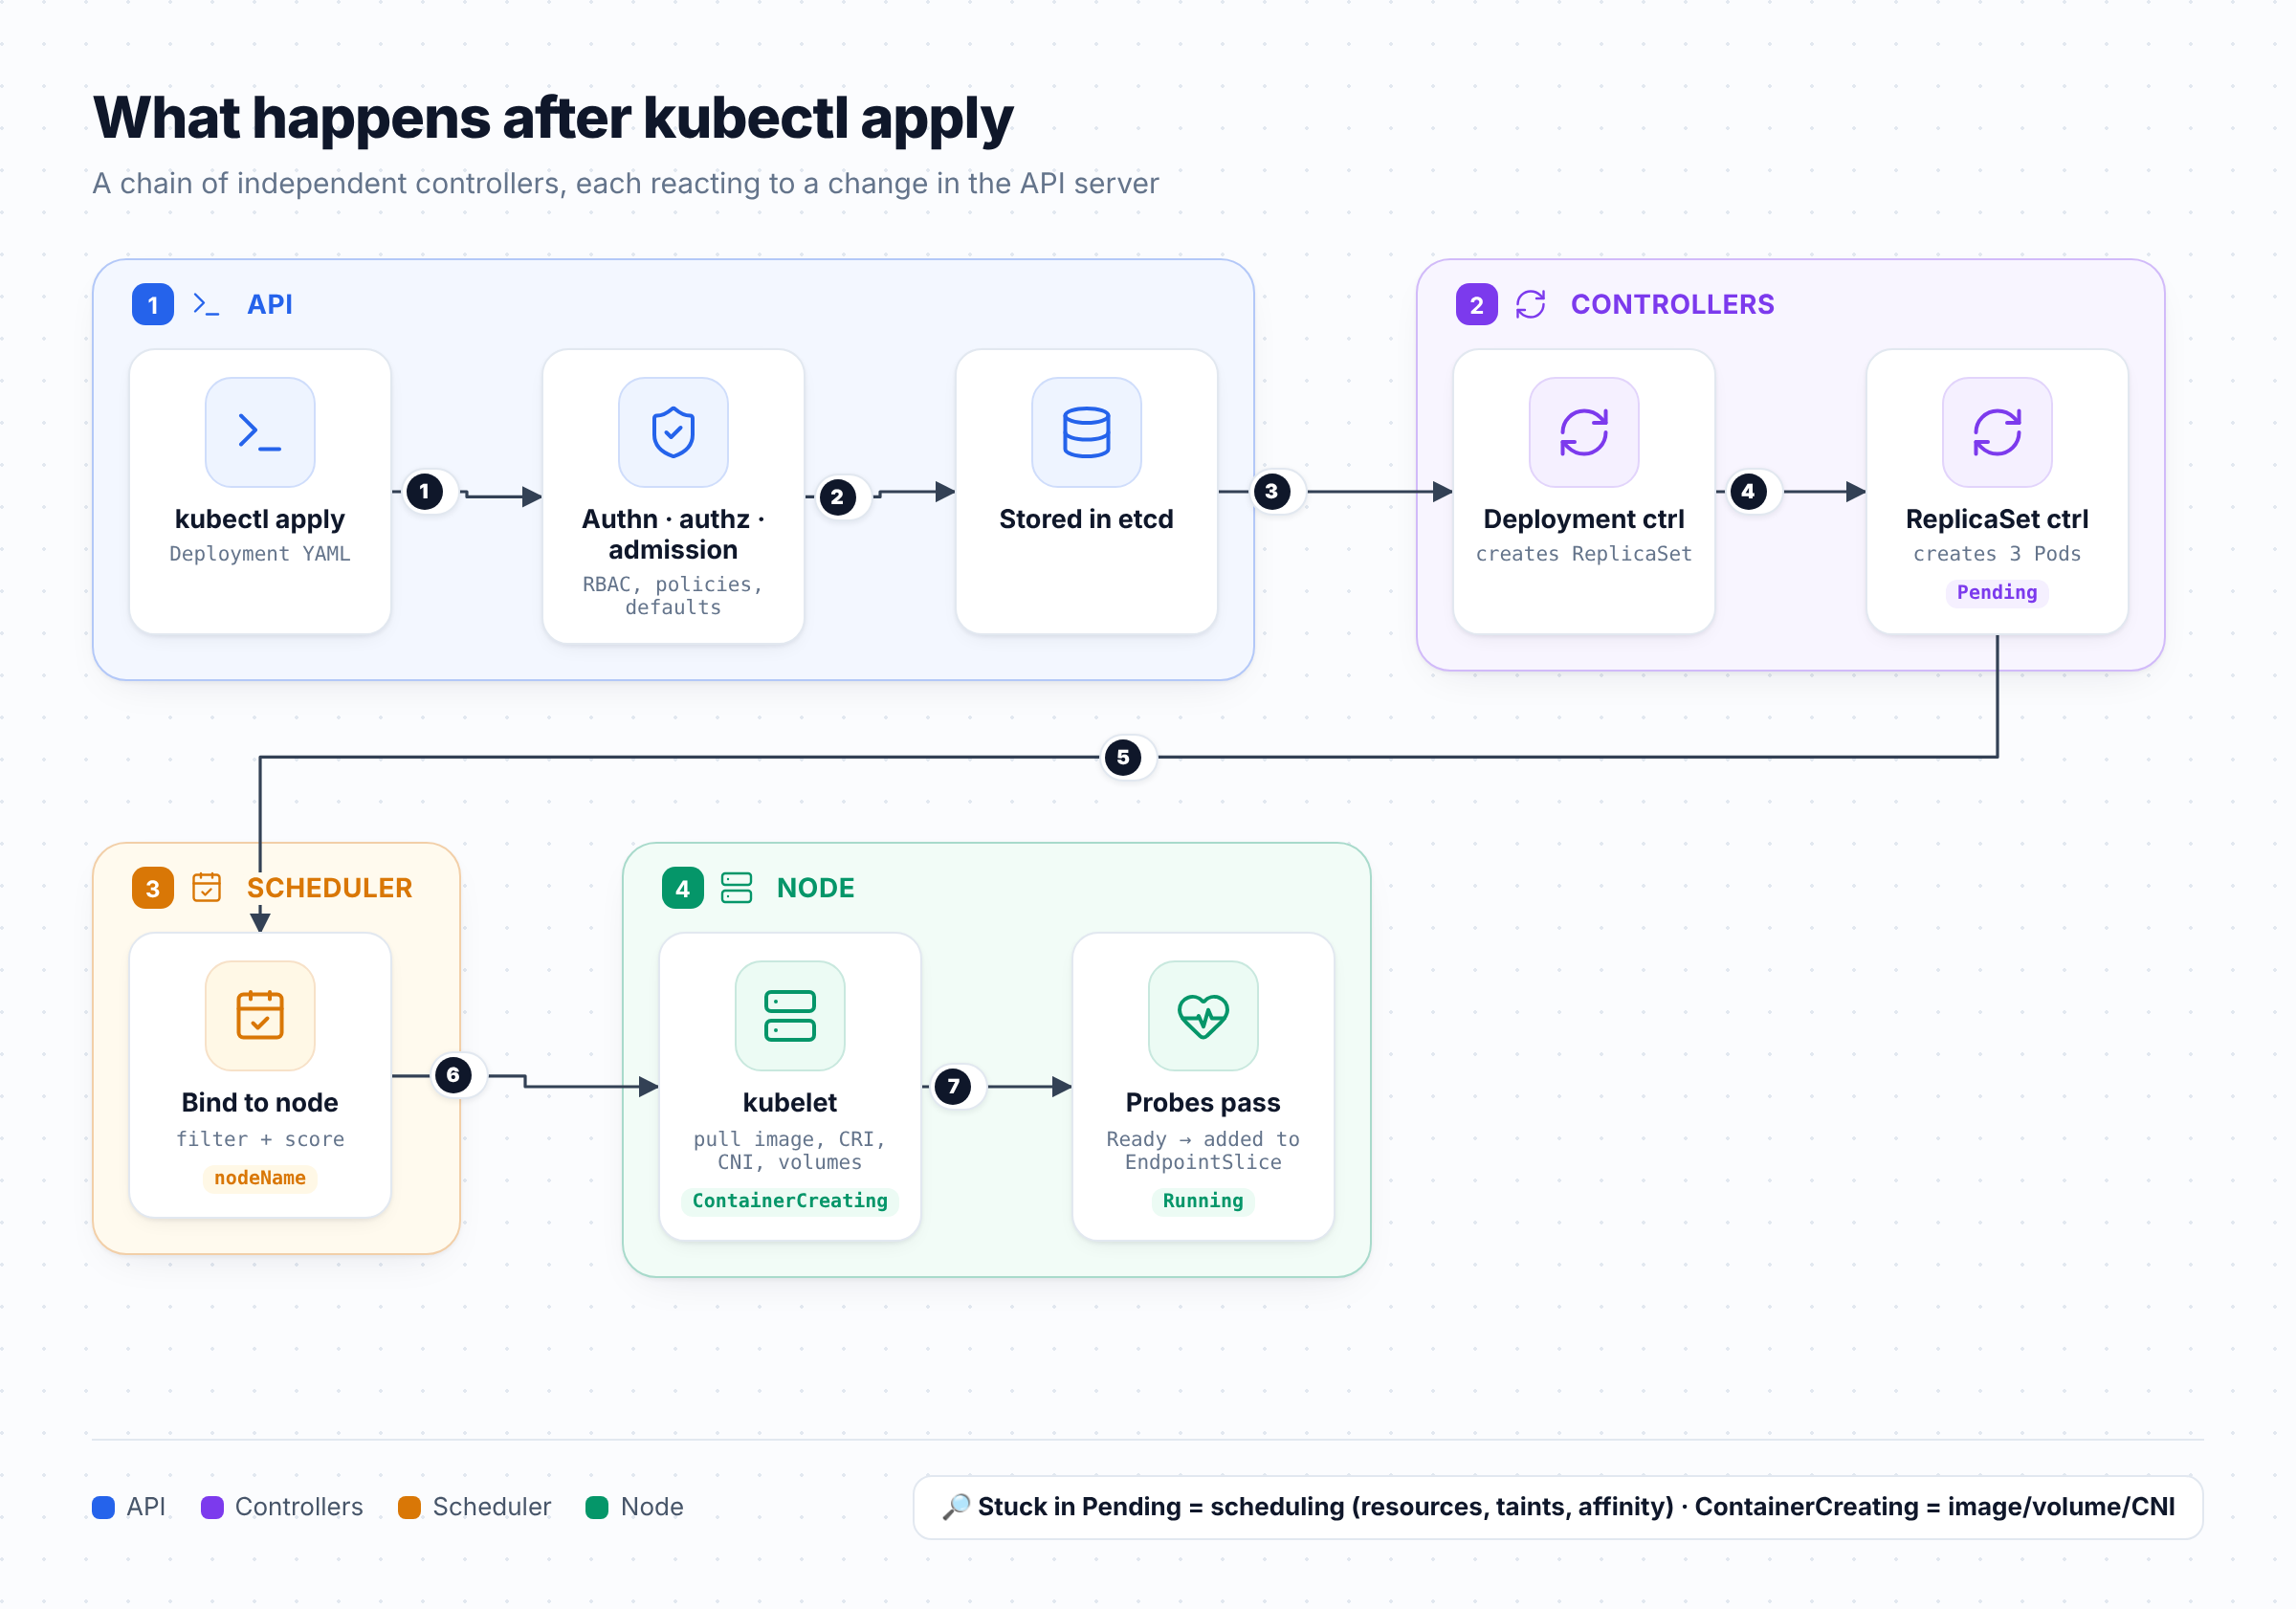 What happens after kubectl apply
A chain of independent controllers, each reacting to a change in the API server
1 API
kubectl apply
Deployment YAML
1
Authn · authz ·
admission
RBAC, policies,
defaults
2
Stored in etcd
3
2 CONTROLLERS
Deployment ctrl
creates ReplicaSet
4
ReplicaSet ctrl
creates 3 Pods
Pending
5
3 SCHEDULER
Bind to node
filter + score
nodeName
6
4 NODE
kubelet
pull image, CRI,
CNI, volumes
ContainerCreating
7
Probes pass
Ready → added to
EndpointSlice
Running
API
Controllers
Scheduler
Node
🔎 Stuck in Pending = scheduling (resources, taints, affinity) · ContainerCreating = image/volume/CNI